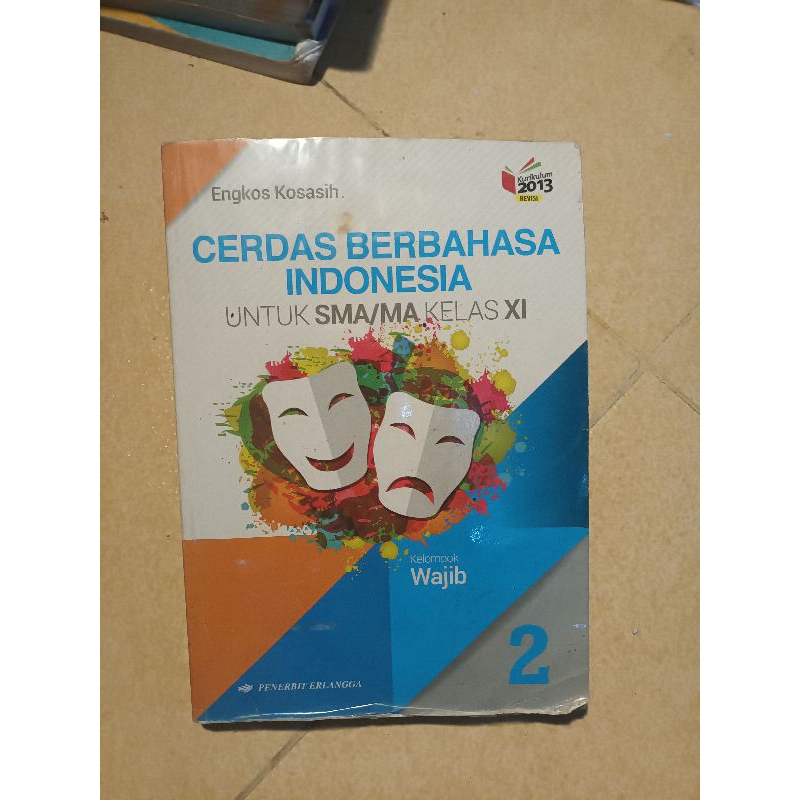 Engkos Kosasih
Kurikulum
2013
REVISI
CERDAS BERBAHASA
INDONESIA
UNTUK SMA/MA KELAS XI
Kelompok
Wajib
2
PENERBIT ERLANGGA